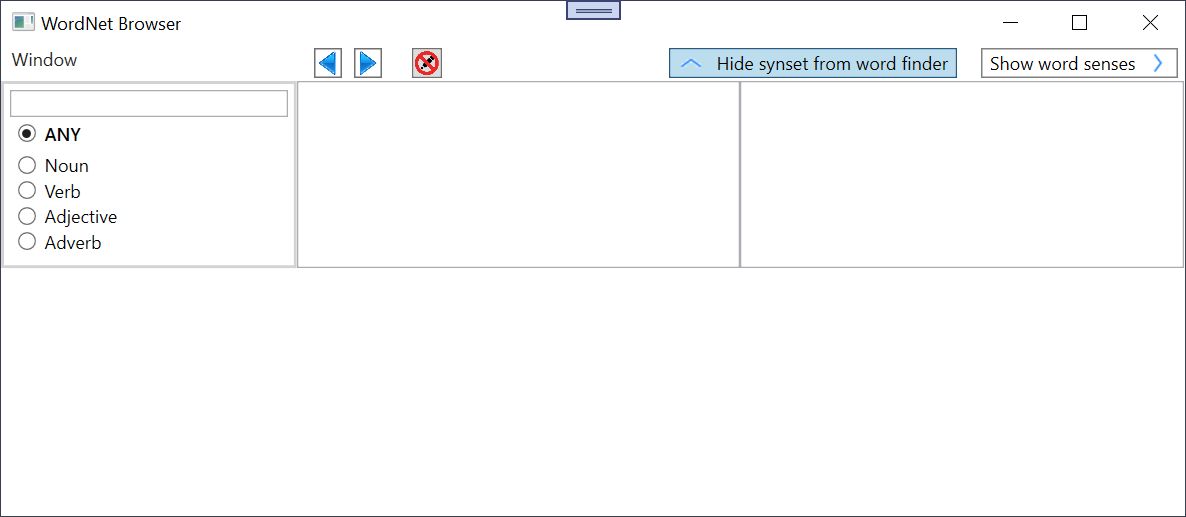 WordNet Browser
Window
Hide synset from word finder
Show word senses
ANY
Noun
Verb
Adjective
Adverb